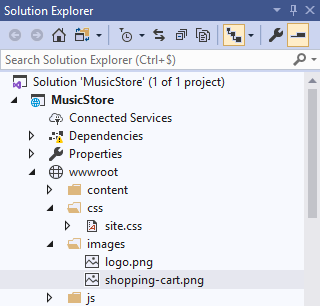 Solution Explorer
Search Solution Explorer (Ctrl+$)
Solution 'MusicStore' (1 of 1 project)
MusicStore
Connected Services
Dependencies
Properties
wwwroot
content
css
site.css
images
logo.png
shopping-cart.png
js